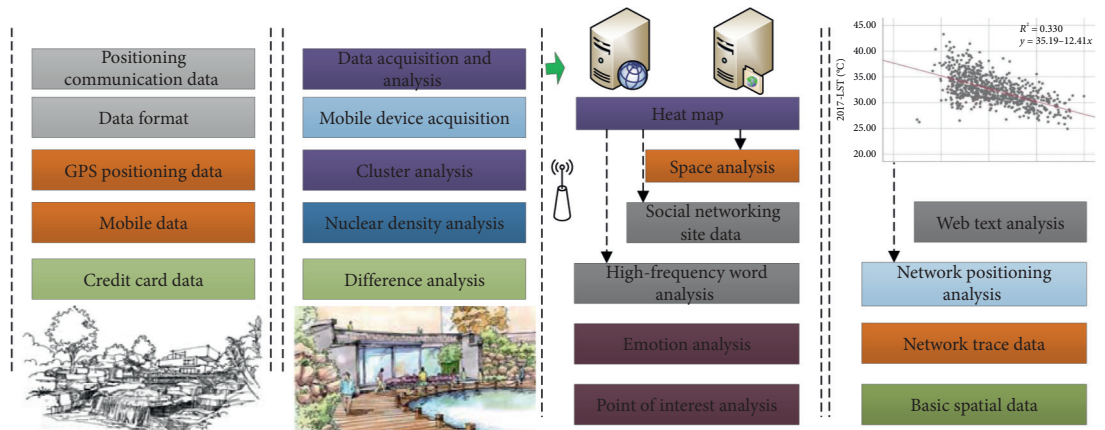 Positioning
communication data
Data format
GPS positioning data
Mobile data
Credit card data
Data acquisition and
analysis
Mobile device acquisition
Cluster analysis
Nuclear density analysis
Difference analysis
Heat map
Space analysis
Social networking
site data
High-frequency word
analysis
Emotion analysis
Point of interest analysis
R² = 0.330
y = 35.19–12.41x
2017-LST (°C)
45.00
40.00
35.00
30.00
25.00
20.00
Web text analysis
Network positioning
analysis
Network trace data
Basic spatial data